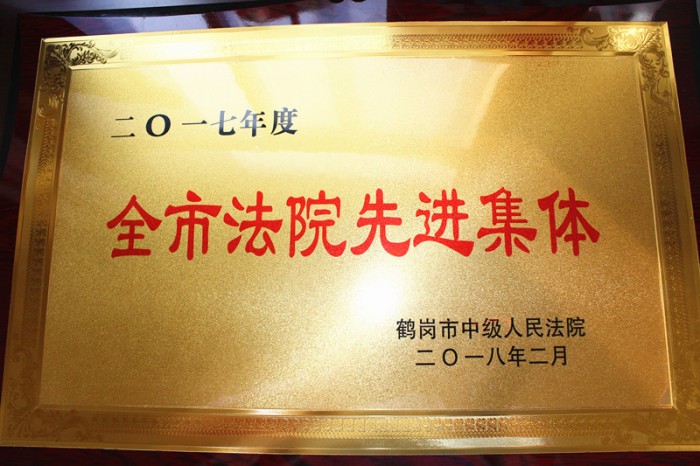 二〇一七年度
全市法院先进集体
鹤岗市中级人民法院
二〇一八年二月